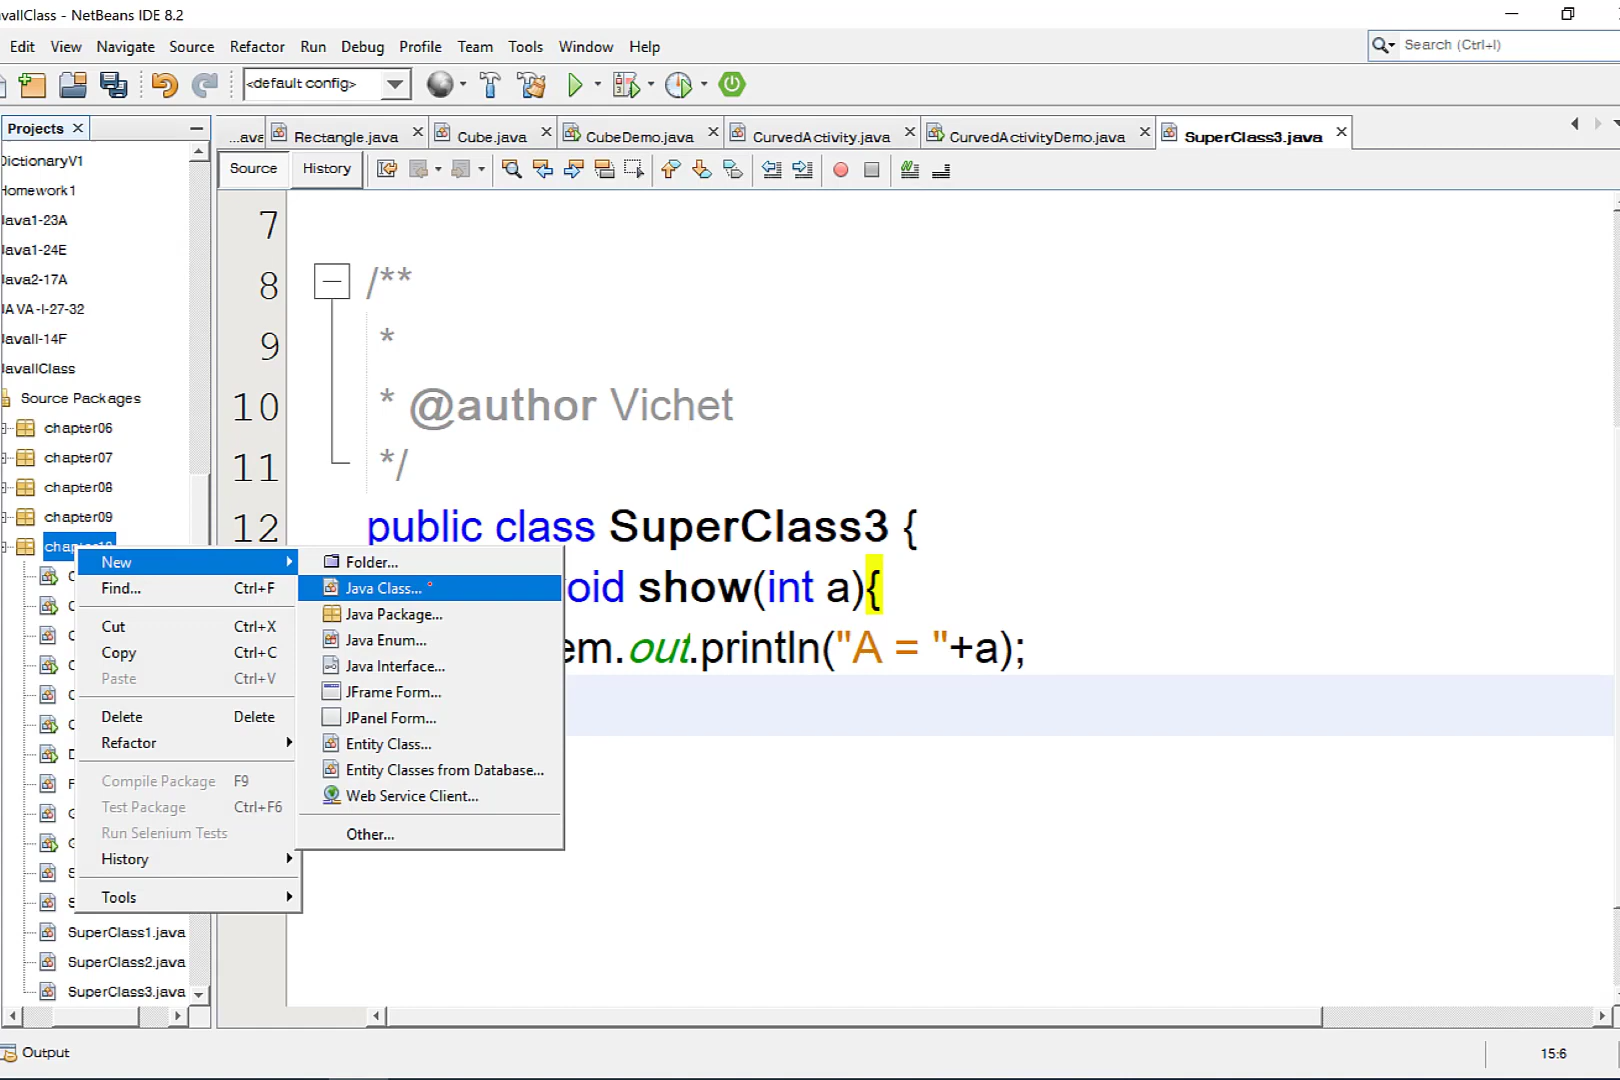 vallClass - NetBeans IDE 8.2
Edit View Navigate Source Refactor Run Debug Profile Team Tools Window Help
Search (Ctrl+I)
<default config>
Projects
...ava Rectangle.java Cube.java CubeDemo.java CurvedActivity.java CurvedActivityDemo.java SuperClass3.java
Source History
DictionaryV1
Homework1
Java1-23A
Java1-24E
Java2-17A
JAVA-I-27-32
JavaII-14F
JavaIIClass
Source Packages
chapter06
chapter07
chapter08
chapter09
SuperClass1.java
SuperClass2.java
SuperClass3.java
New
Find... Ctrl+F
Cut Ctrl+X
Copy Ctrl+C
Paste Ctrl+V
Delete Delete
Refactor
Compile Package F9
Test Package Ctrl+F6
Run Selenium Tests
History
Tools
Folder...
Java Class...
Java Package...
Java Enum...
Java Interface...
JFrame Form...
JPanel Form...
Entity Class...
Entity Classes from Database...
Web Service Client...
Other...
7
8 /**
9 *
10 * @author Vichet
11 */
12 public class SuperClass3 {
oid show(int a){
em.out.println("A = "+a);
Output
15:6